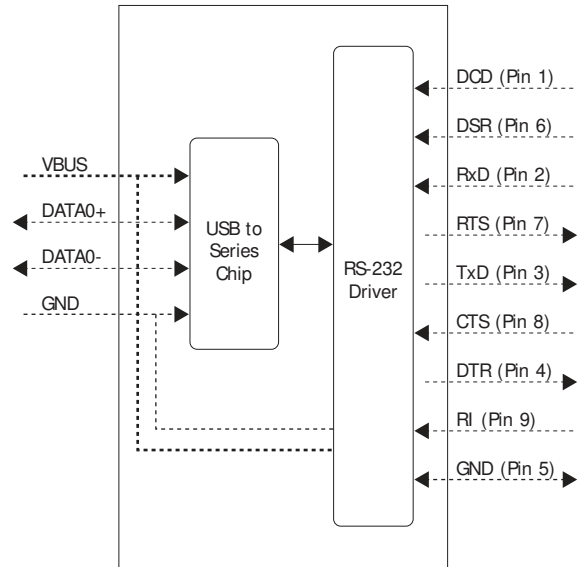 VBUS
DATA0+
DATA0-
GND
USB to
Series
Chip
RS-232
Driver
DCD (Pin 1)
DSR (Pin 6)
RxD (Pin 2)
RTS (Pin 7)
TxD (Pin 3)
CTS (Pin 8)
DTR (Pin 4)
RI (Pin 9)
GND (Pin 5)